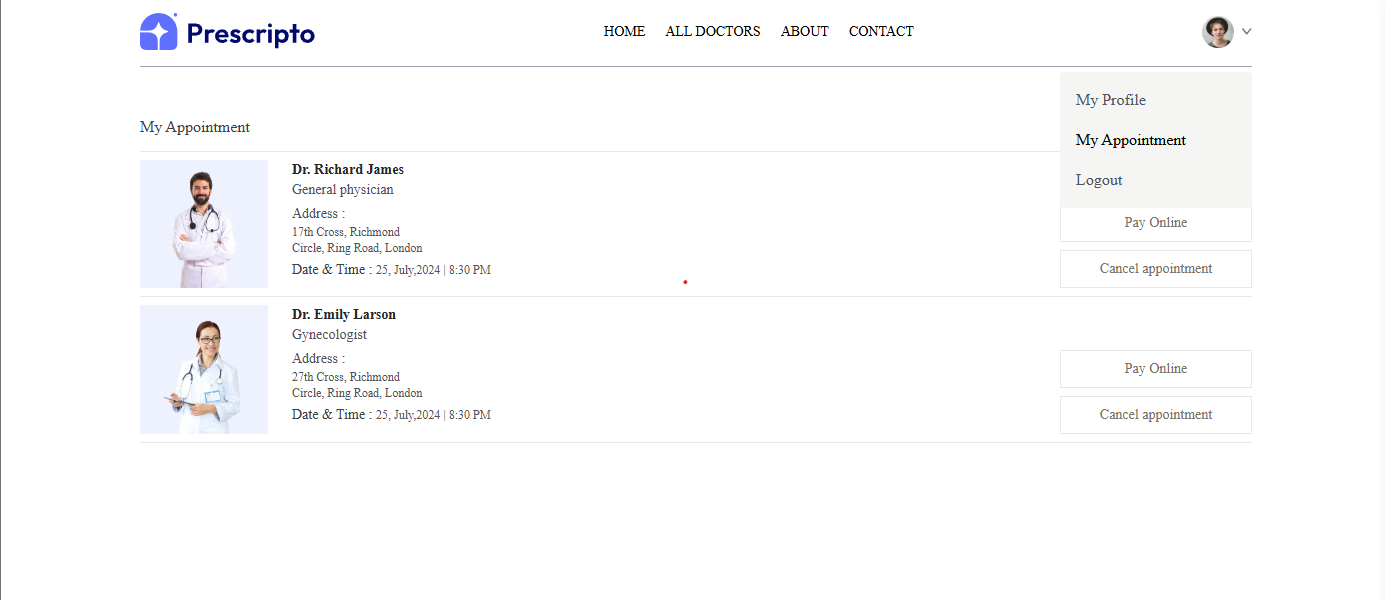 Prescripto
HOME ALL DOCTORS ABOUT CONTACT
My Profile
My Appointment
Logout
My Appointment
Dr. Richard James
General physician
Address :
17th Cross, Richmond
Circle, Ring Road, London
Date & Time : 25, July,2024 | 8:30 PM
Pay Online
Cancel appointment
Dr. Emily Larson
Gynecologist
Address :
27th Cross, Richmond
Circle, Ring Road, London
Date & Time : 25, July,2024 | 8:30 PM
Pay Online
Cancel appointment